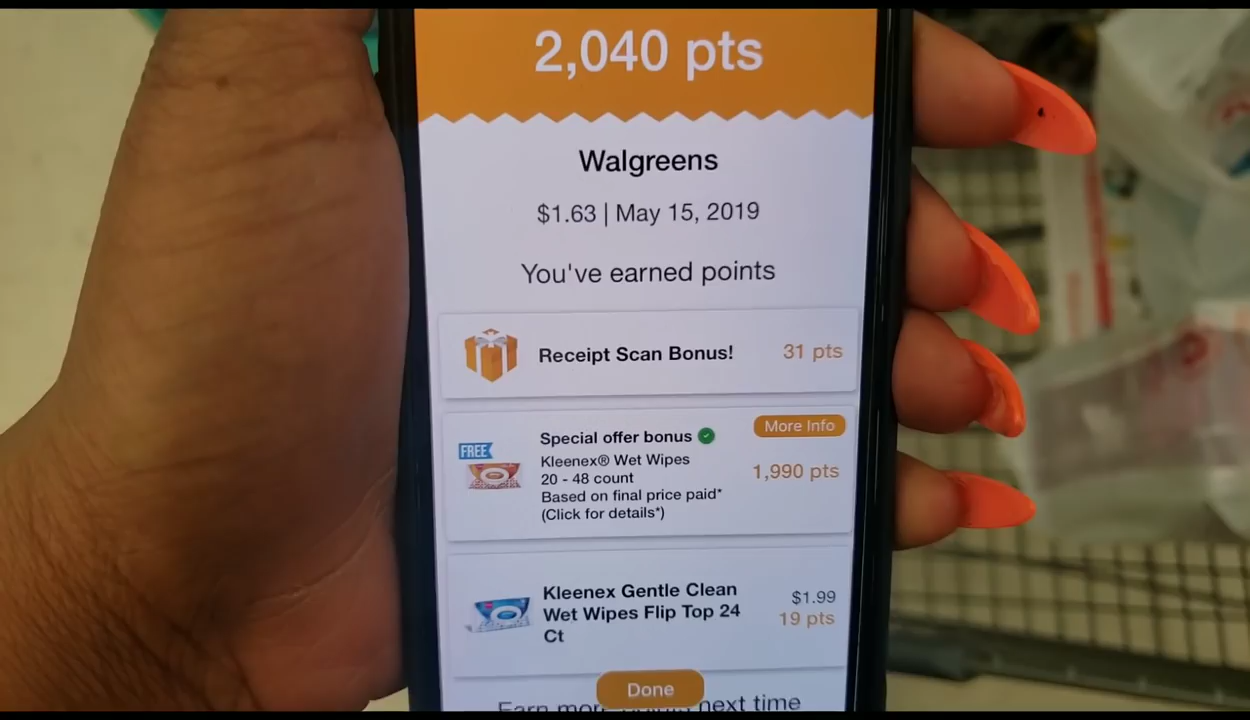 2,040 pts
Walgreens
$1.63 | May 15, 2019
You've earned points
Receipt Scan Bonus!
31 pts
More Info
Special offer bonus
FREE
Kleenex® Wet Wipes
1,990 pts
20 - 48 count
Based on final price paid*
(Click for details*)
Kleenex Gentle Clean
$1.99
Wet Wipes Flip Top 24
19 pts
Ct
Done
Earn more points next time